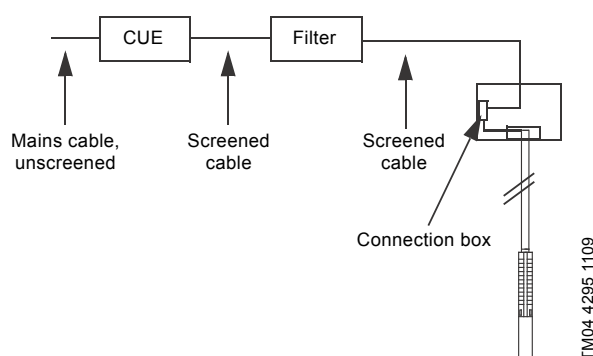 CUE
Filter
Mains cable,
unscreened
Screened
cable
Screened
cable
Connection box
TM04 4295 1109